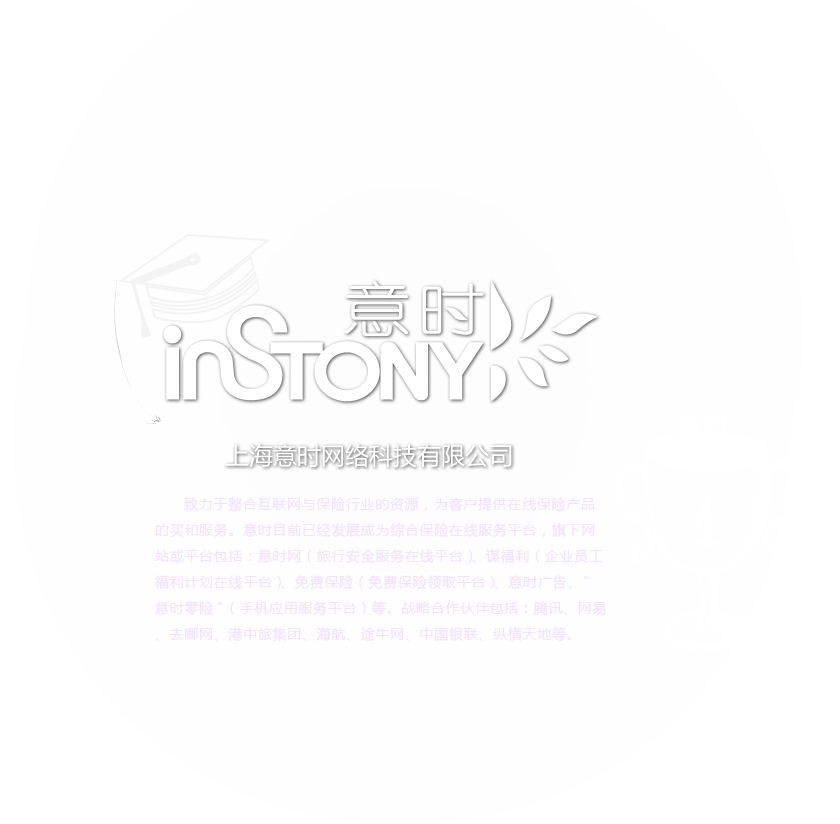 意时
inSTONY
上海意时网络科技有限公司
致力于整合互联网与保险行业的资源，为客户提供在线保险产品
的买和服务。意时目前已经发展成为综合保险在线服务平台，旗下网
站或平台包括：意时网（旅行安全服务在线平台）、谋福利（企业员工
福利计划在线平台）、免费保险（免费保险领取平台）、意时广告、“
意时零险”（手机应用服务平台）等。战略合作伙伴包括：腾讯、网易
、去哪网、港中旅集团、海航、途牛网、中国银联、纵横天地等。